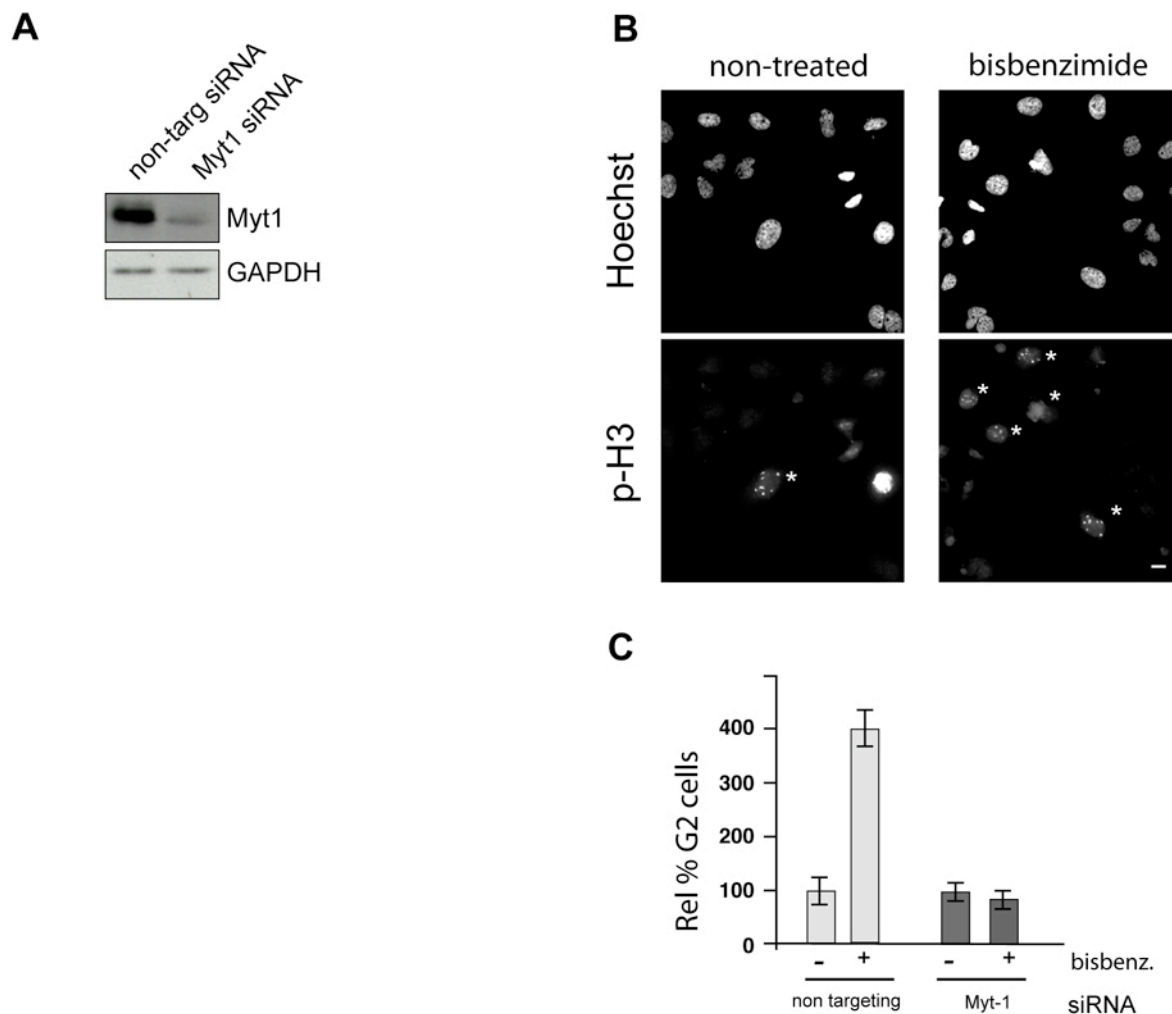 A
non-targ siRNA
Myt1 siRNA
Myt1
GAPDH
B
non-treated
bisbenzimide
Hoechst
p-H3
*
*
*
*
*
*
C
Rel % G2 cells
400
300
200
100
0
- + - + bisbenz.
non targeting Myt-1 siRNA